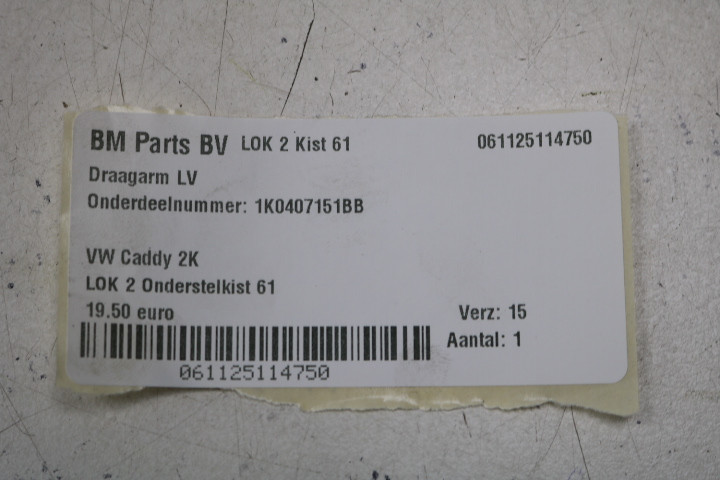 BM Parts BV LOK 2 Kist 61 061125114750
Draagarm LV
Onderdeelnummer: 1K0407151BB
VW Caddy 2K
LOK 2 Onderstelkist 61
19.50 euro Verz: 15
Aantal: 1
061125114750